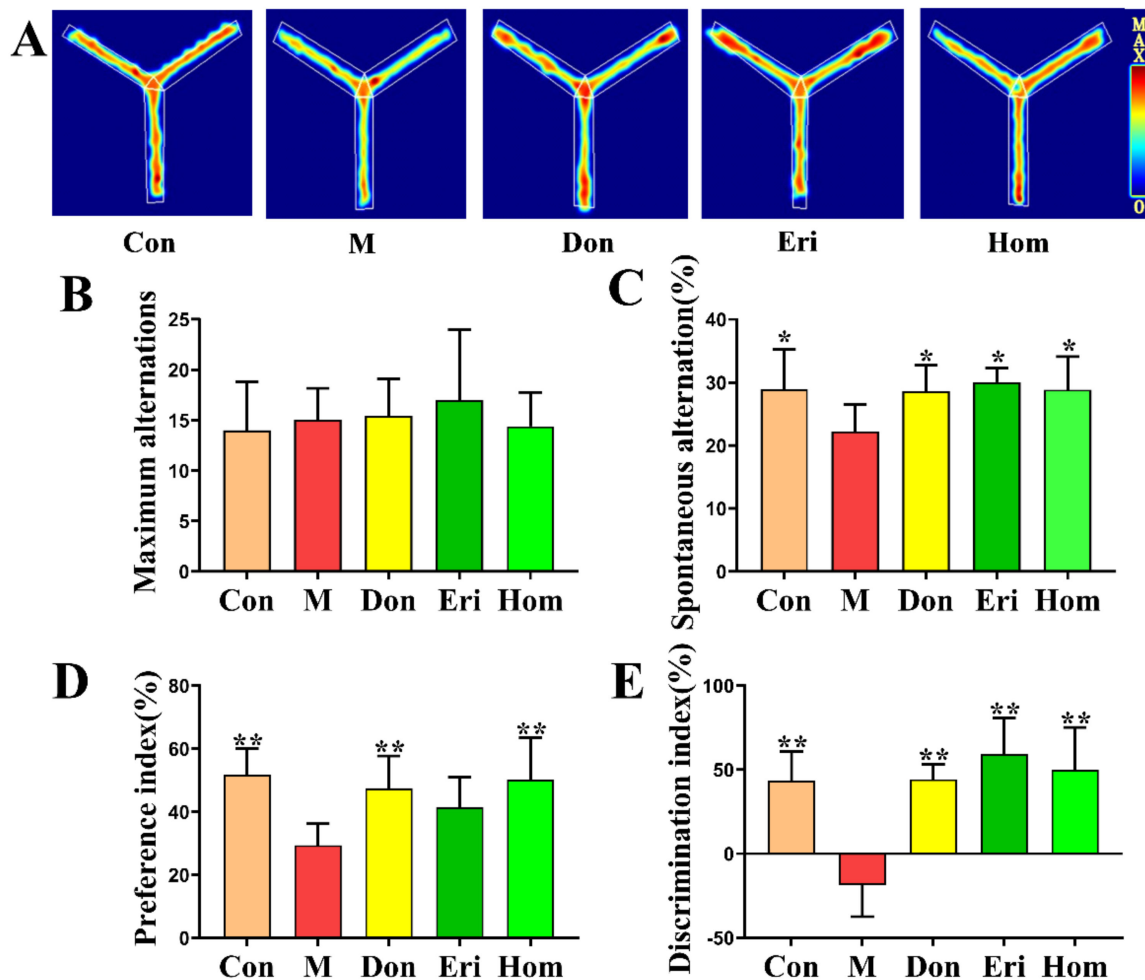 A
M
A
X
0
Con M Don Eri Hom
B
Maximum alternations
25
20
15
10
5
0
Con M Don Eri Hom
C
Spontaneous alternation(%)
40
30
20
10
0
* * * *
Con M Don Eri Hom
D
Preference index(%)
80
60
40
20
0
** ** **
Con M Don Eri Hom
E
Discrimination index(%)
100
50
0
-50
** ** ** **
Con M Don Eri Hom